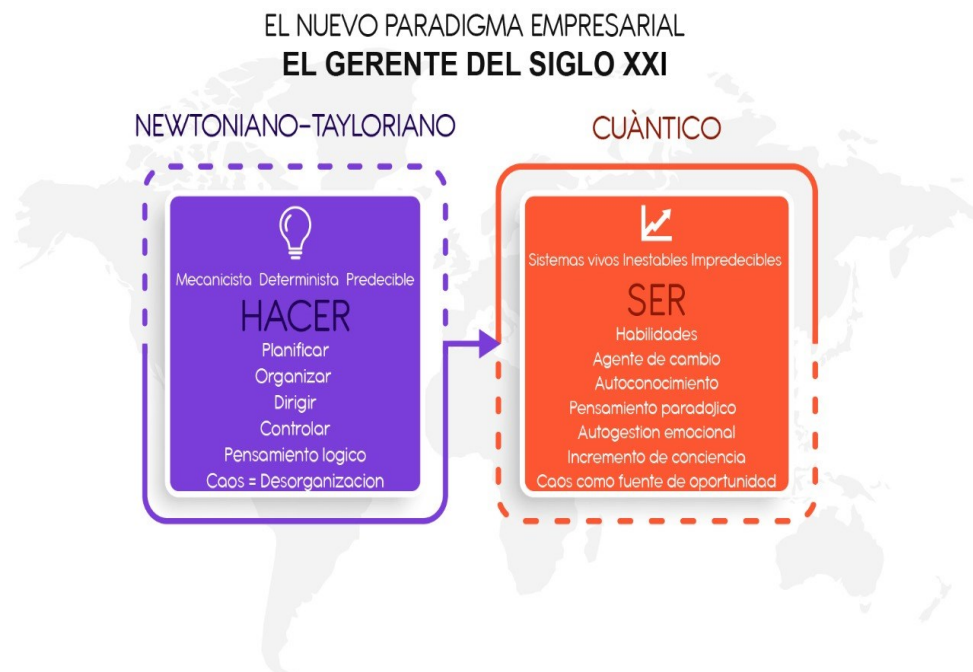 EL NUEVO PARADIGMA EMPRESARIAL
EL GERENTE DEL SIGLO XXI
NEWTONIANO-TAYLORIANO
Mecanicista Determinista Predecible
HACER
Planificar
Organizar
Dirigir
Controlar
Pensamiento logico
Caos = Desorganizacion
CUÀNTICO
Sistemas vivos Inestables Impredecibles
SER
Habilidades
Agente de cambio
Autoconocimiento
Pensamiento paradojico
Autogestion emocional
Incremento de conciencia
Caos como fuente de oportunidad